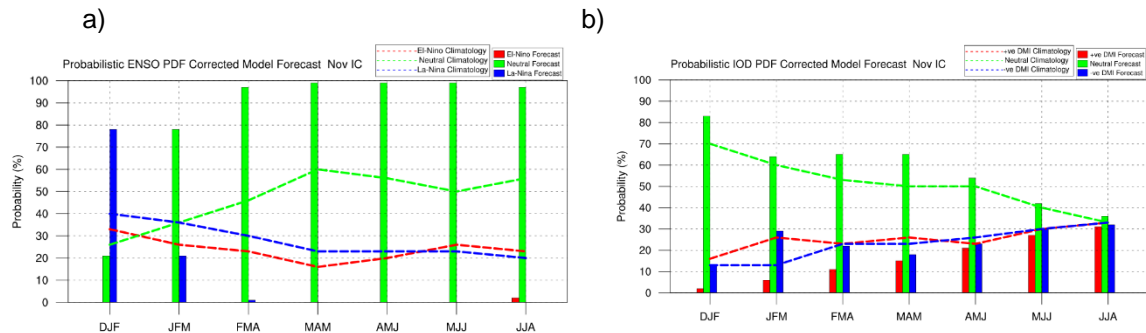 a)
El-Nino Climatology
Neutral Climatology
La-Nina Climatology
El-Nino Forecast
Neutral Forecast
La-Nina Forecast
Probabilistic ENSO PDF Corrected Model Forecast Nov IC
Probability (%)
100
90
80
70
60
50
40
30
20
10
0
DJF JFM FMA MAM AMJ MJJ JJA
b)
+ve DMI Climatology
Neutral Climatology
-ve DMI Climatology
+ve DMI Forecast
Neutral Forecast
-ve DMI Forecast
Probabilistic IOD PDF Corrected Model Forecast Nov IC
Probability (%)
100
90
80
70
60
50
40
30
20
10
0
DJF JFM FMA MAM AMJ MJJ JJA